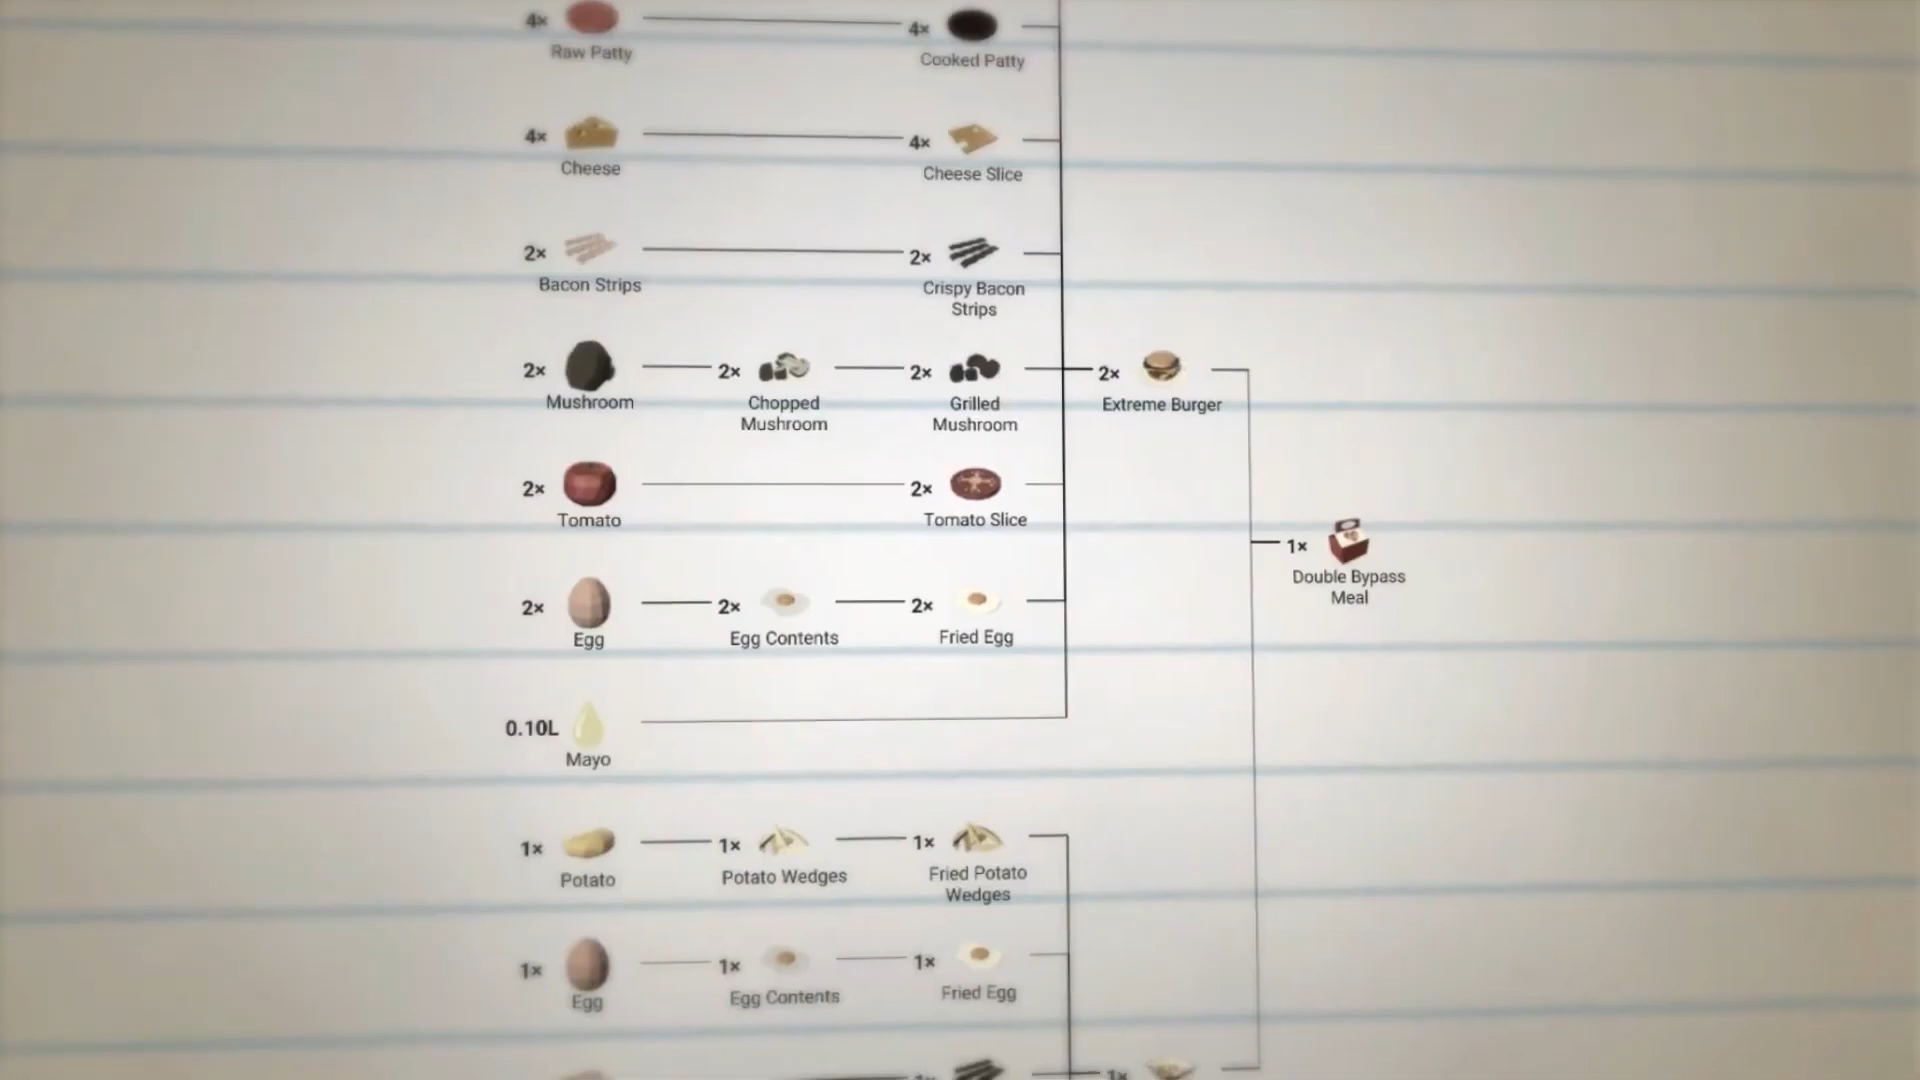 4×
Raw Patty
4×
Cooked Patty
4×
Cheese
4×
Cheese Slice
2×
Bacon Strips
2×
Crispy Bacon
Strips
2×
Mushroom
2×
Chopped
Mushroom
2×
Grilled
Mushroom
2×
Extreme Burger
2×
Tomato
2×
Tomato Slice
1×
Double Bypass
Meal
2×
Egg
2×
Egg Contents
2×
Fried Egg
0.10L
Mayo
1×
Potato
1×
Potato Wedges
1×
Fried Potato
Wedges
1×
Egg
1×
Egg Contents
1×
Fried Egg
1×